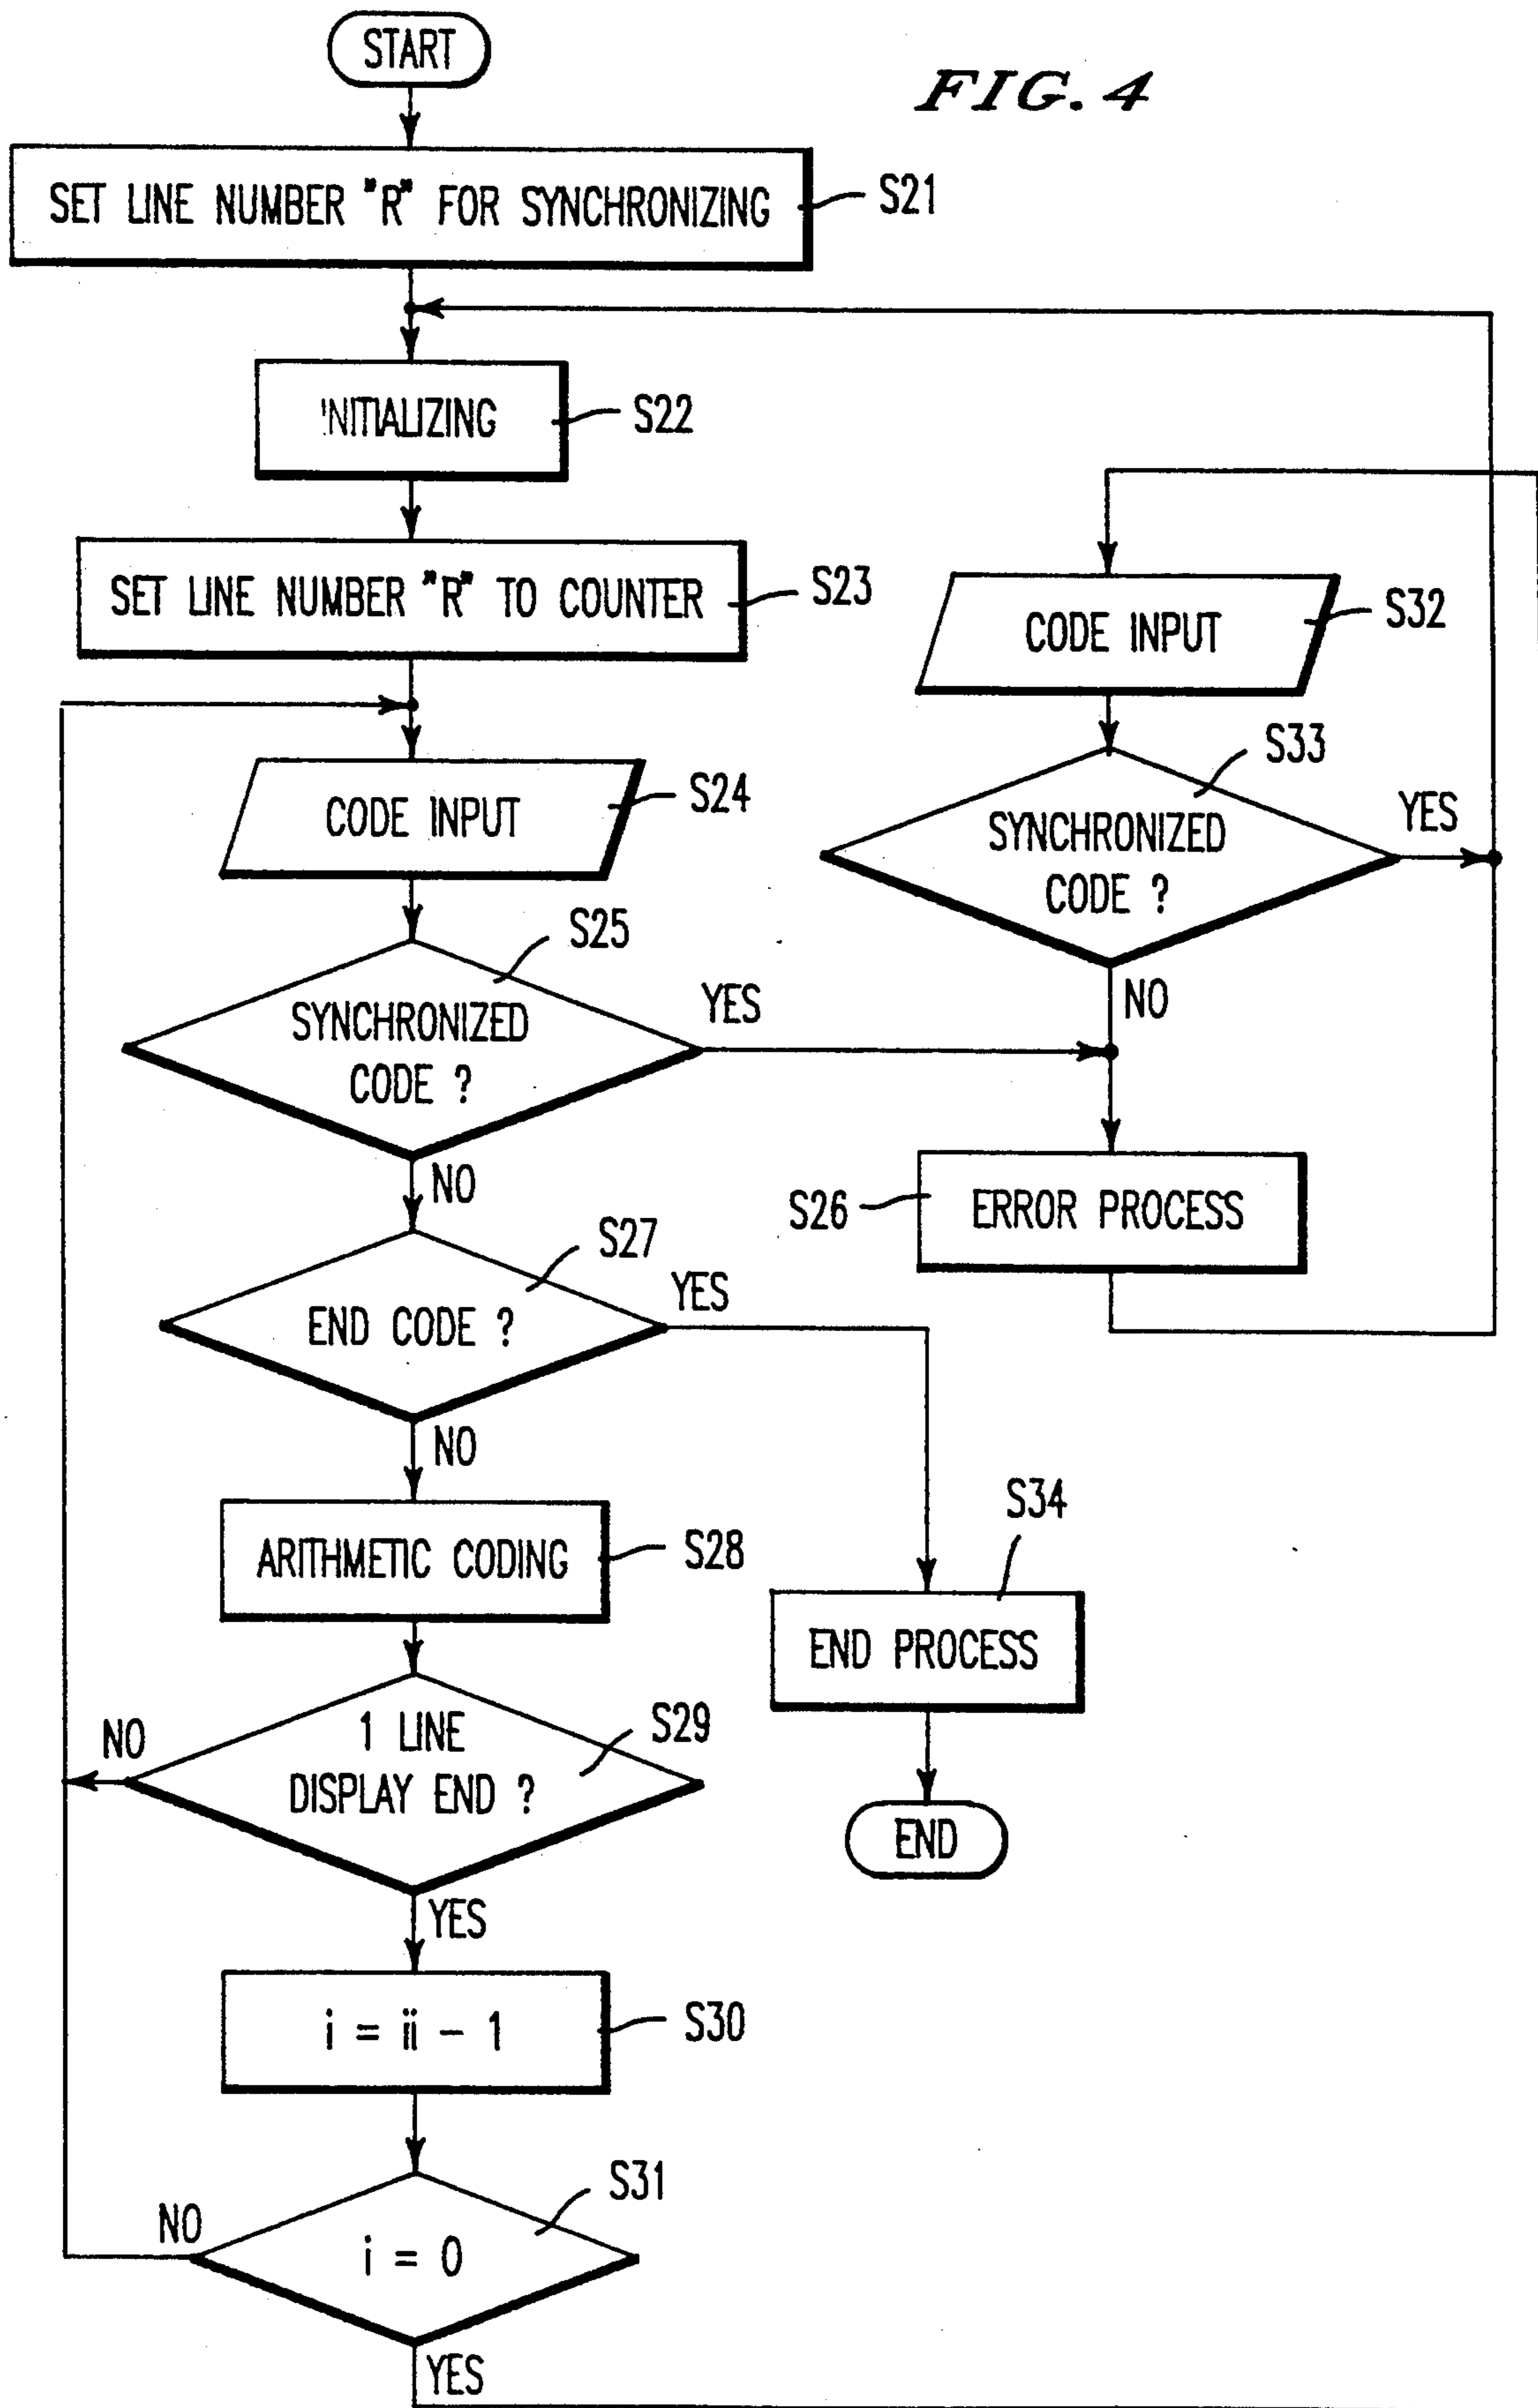 START
FIG. 4
SET LINE NUMBER "R" FOR SYNCHRONIZING
S21
INITIALIZING
S22
SET LINE NUMBER "R" TO COUNTER
S23
CODE INPUT
S32
CODE INPUT
S24
S33
SYNCHRONIZED
CODE ?
YES
NO
S25
SYNCHRONIZED
CODE ?
YES
NO
S26
ERROR PROCESS
S27
END CODE ?
YES
NO
ARITHMETIC CODING
S28
S34
END PROCESS
END
S29
1 LINE
DISPLAY END ?
NO
YES
i = ii - 1
S30
S31
i = 0
NO
YES